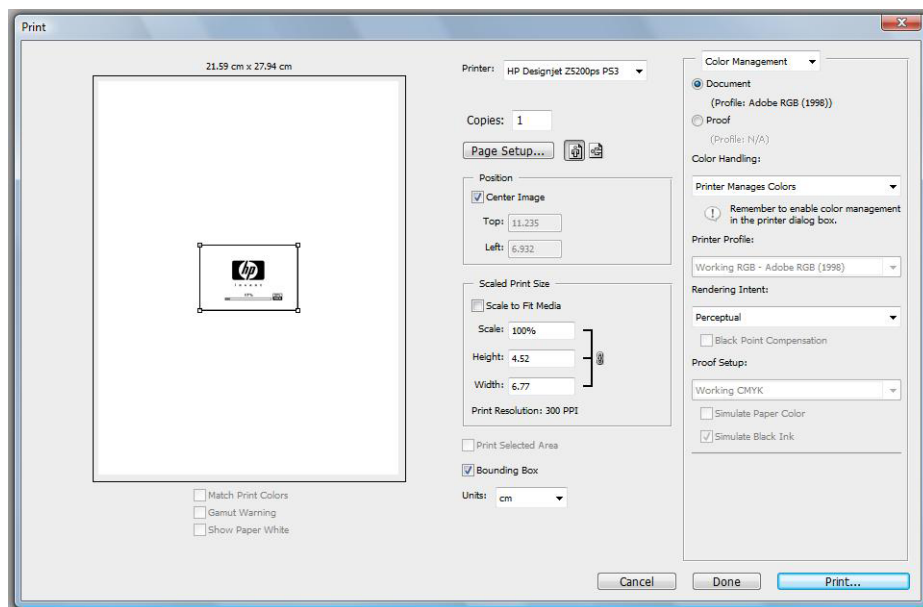 Print
21.59 cm x 27.94 cm
hp
invent
Match Print Colors
Gamut Warning
Show Paper White
Printer: HP Designjet Z5200ps PS3
Copies: 1
Page Setup...
Position
Center Image
Top: 11.235
Left: 6.932
Scaled Print Size
Scale to Fit Media
Scale: 100%
Height: 4.52
Width: 6.77
Print Resolution: 300 PPI
Print Selected Area
Bounding Box
Units: cm
Color Management
Document
(Profile: Adobe RGB (1998))
Proof
(Profile: N/A)
Color Handling:
Printer Manages Colors
Remember to enable color management
in the printer dialog box.
Printer Profile:
Working RGB - Adobe RGB (1998)
Rendering Intent:
Perceptual
Black Point Compensation
Proof Setup:
Working CMYK
Simulate Paper Color
Simulate Black Ink
Cancel
Done
Print...